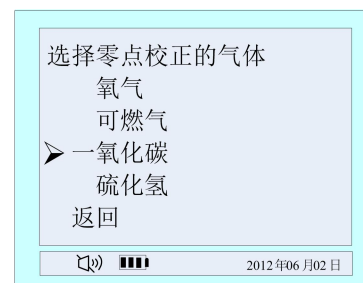 选择零点校正的气体
氧气
可燃气
一氧化碳
硫化氢
返回
2012年06月02日